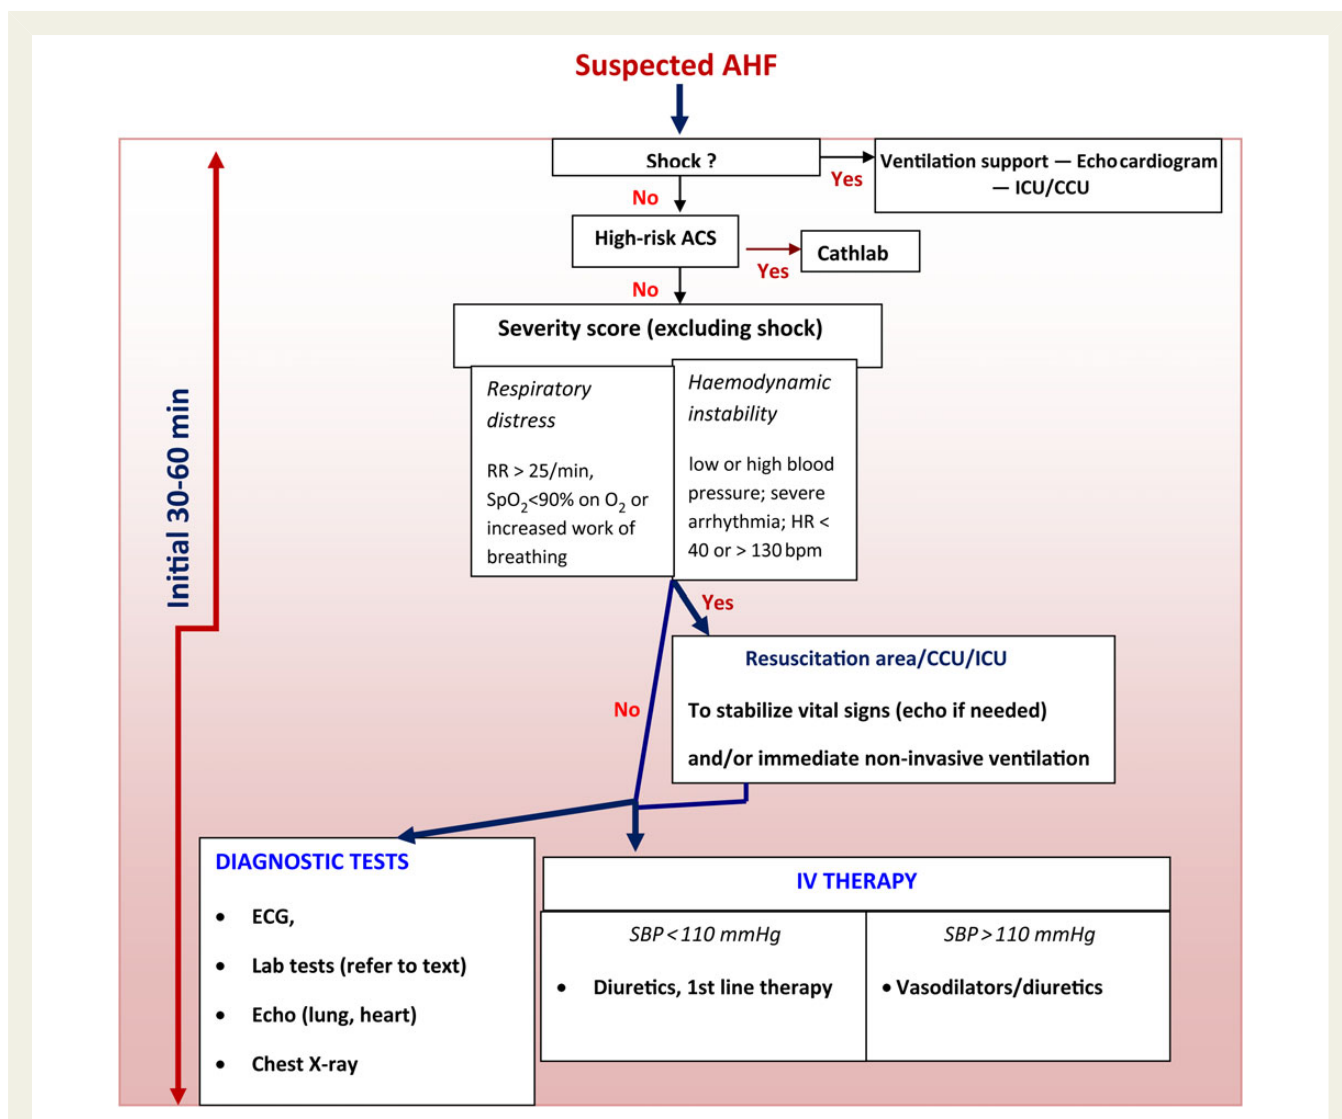 Suspected AHF
Shock ?
Yes
Ventilation support — Echocardiogram
— ICU/CCU
No
High-risk ACS
Yes
Cathlab
No
Severity score (excluding shock)
Respiratory
distress
RR > 25/min,
SpO₂<90% on O₂ or
increased work of
breathing
Haemodynamic
instability
low or high blood
pressure; severe
arrhythmia; HR <
40 or > 130 bpm
Initial 30-60 min
Yes
No
Resuscitation area/CCU/ICU
To stabilize vital signs (echo if needed)
and/or immediate non-invasive ventilation
DIAGNOSTIC TESTS
• ECG,
• Lab tests (refer to text)
• Echo (lung, heart)
• Chest X-ray
IV THERAPY
SBP < 110 mmHg
• Diuretics, 1st line therapy
SBP > 110 mmHg
• Vasodilators/diuretics